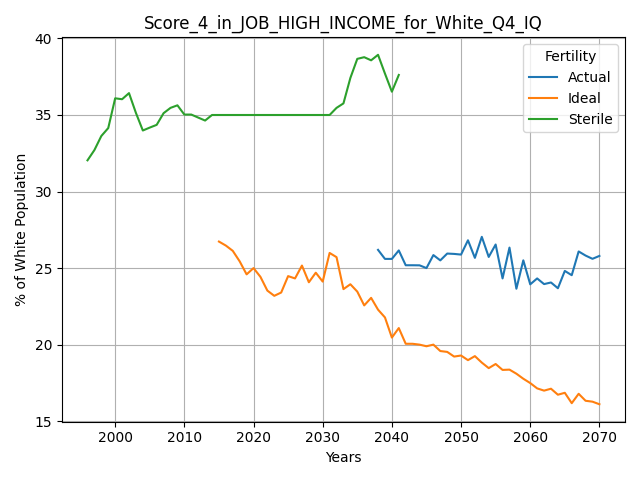 Score_4_in_JOB_HIGH_INCOME_for_White_Q4_IQ
% of White Population
40
35
30
25
20
15
Fertility
Actual
Ideal
Sterile
2000 2010 2020 2030 2040 2050 2060 2070
Years